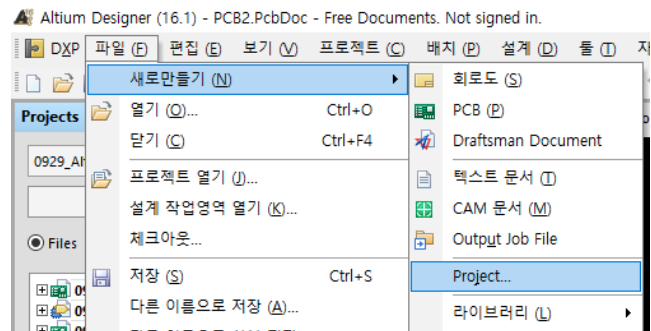 Altium Designer (16.1) - PCB2.PcbDoc - Free Documents. Not signed in.
DXP 파일 (F) 편집 (E) 보기 (V) 프로젝트 (C) 배치 (P) 설계 (D) 툴 (T)
새로만들기 (N) 회로도 (S)
Projects 열기 (O)... Ctrl+O PCB (P)
닫기 (C) Ctrl+F4 Draftsman Document
프로젝트 열기 (J)... 텍스트 문서 (T)
설계 작업영역 열기 (K)... CAM 문서 (M)
Files 체크아웃... Output Job File
저장 (S) Ctrl+S Project...
다른 이름으로 저장 (A)... 라이브러리 (L)